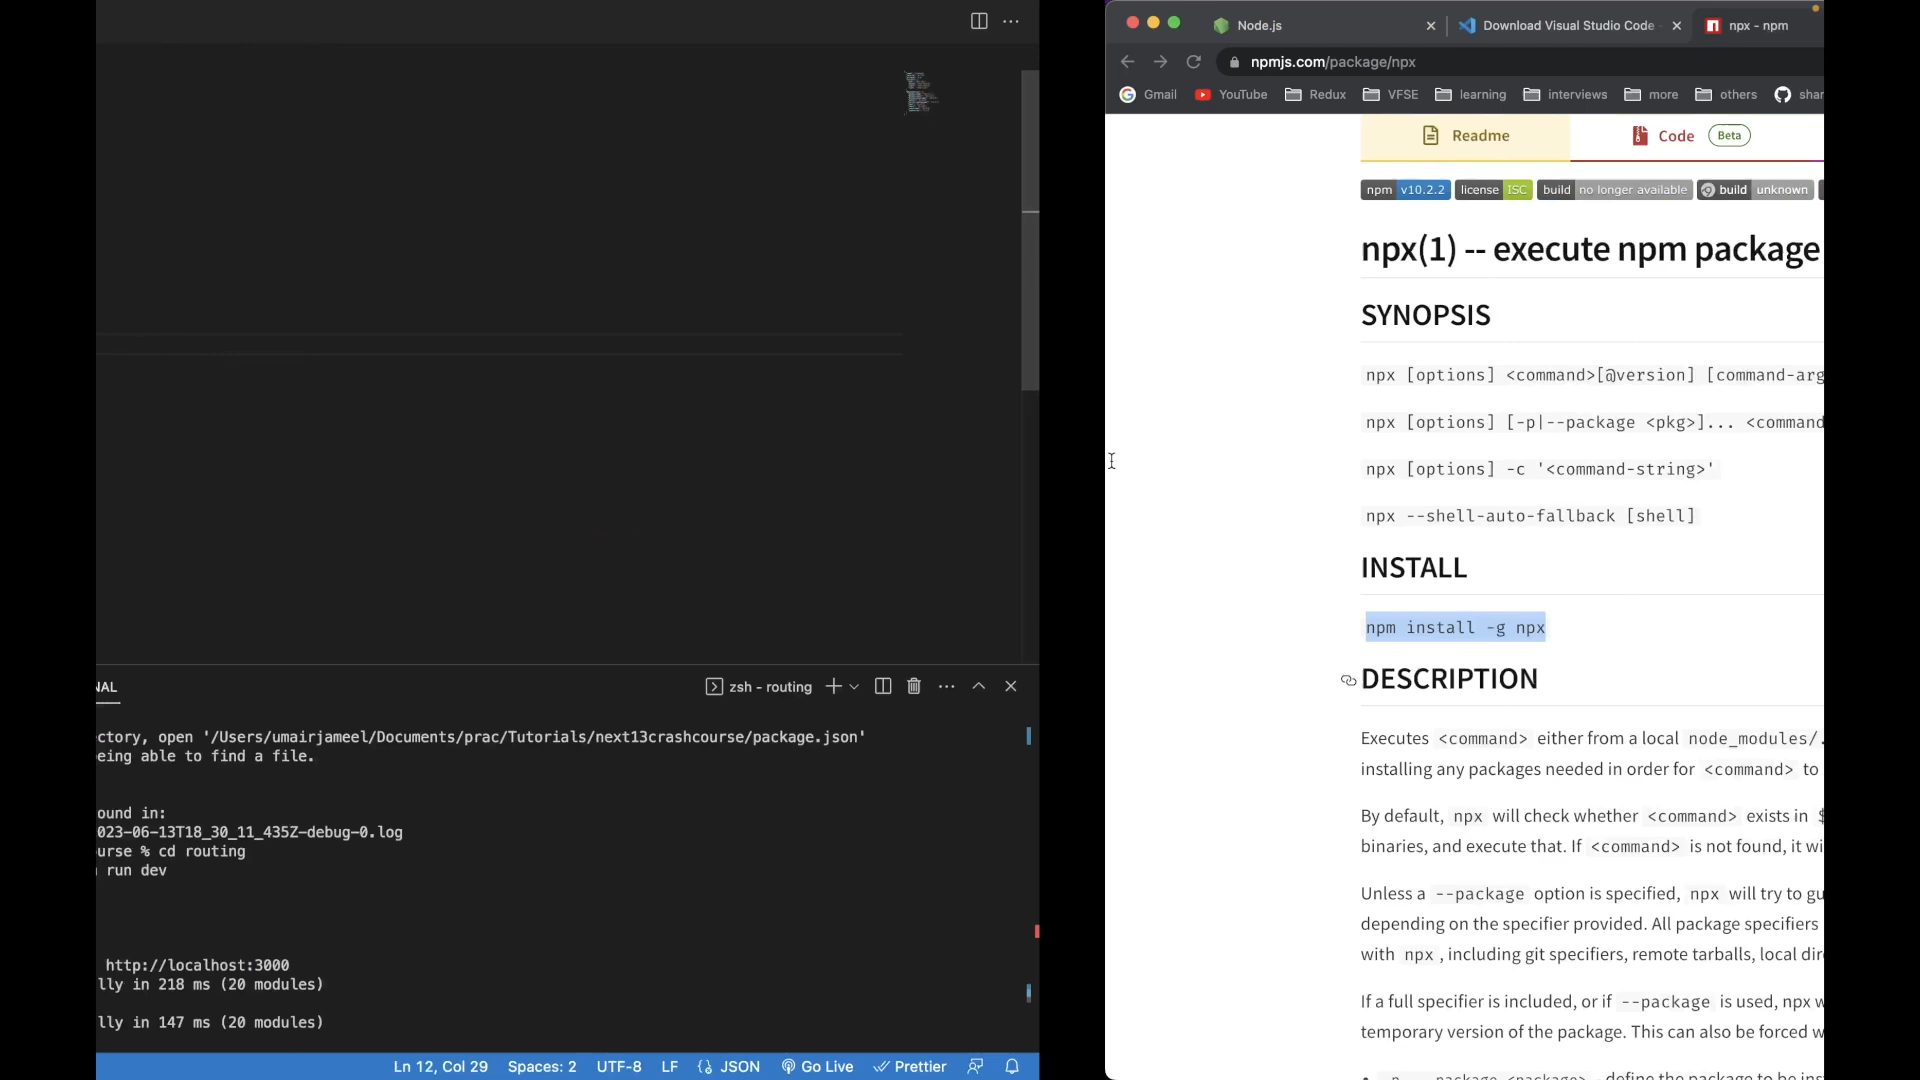 NAL
zsh - routing
ctory, open '/Users/umairjameel/Documents/prac/Tutorials/next13crashcourse/package.json'
eing able to find a file.
ound in:
023-06-13T18_30_11_435Z-debug-0.log
urse % cd routing
run dev
http://localhost:3000
lly in 218 ms (20 modules)
lly in 147 ms (20 modules)
Ln 12, Col 29 Spaces: 2 UTF-8 LF JSON Go Live Prettier
Node.js
Download Visual Studio Code -
npx - npm
npmjs.com/package/npx
Gmail YouTube Redux VFSE learning interviews more others shar
Readme
Code Beta
npm v10.2.2 license ISC build no longer available build unknown
npx(1) -- execute npm package
SYNOPSIS
npx [options] <command>[@version] [command-arg
npx [options] [-p|--package <pkg>]... <command
npx [options] -c '<command-string>'
npx --shell-auto-fallback [shell]
INSTALL
npm install -g npx
DESCRIPTION
Executes <command> either from a local node_modules/.
installing any packages needed in order for <command> to
By default, npx will check whether <command> exists in $
binaries, and execute that. If <command> is not found, it wi
Unless a --package option is specified, npx will try to gu
depending on the specifier provided. All package specifiers
with npx , including git specifiers, remote tarballs, local dir
If a full specifier is included, or if --package is used, npx w
temporary version of the package. This can also be forced w